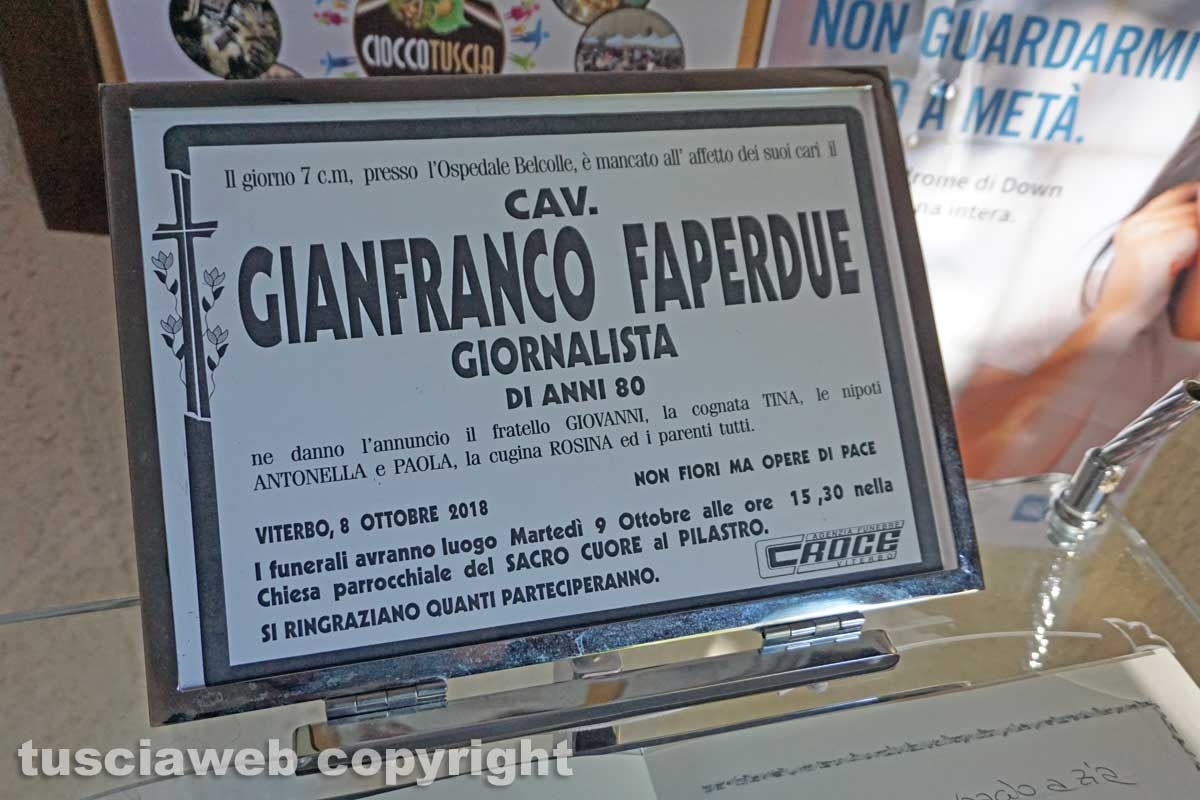 CIOCCOTUSCIA
NON GUARDARMI
A METÀ.
di Down
na intera.
Il giorno 7 c.m, presso l'Ospedale Belcolle, è mancato all' affetto dei suoi cari il
CAV.
GIANFRANCO FAPERDUE
GIORNALISTA
DI ANNI 80
ne danno l'annuncio il fratello GIOVANNI, la cognata TINA, le nipoti
ANTONELLA e PAOLA, la cugina ROSINA ed i parenti tutti.
NON FIORI MA OPERE DI PACE
VITERBO, 8 OTTOBRE 2018
I funerali avranno luogo Martedì 9 Ottobre alle ore 15,30 nella
Chiesa parrocchiale del SACRO CUORE al PILASTRO.
SI RINGRAZIANO QUANTI PARTECIPERANNO.
AGENZIA FUNEBRE
CROCE
VITERBO
tusciaweb copyright